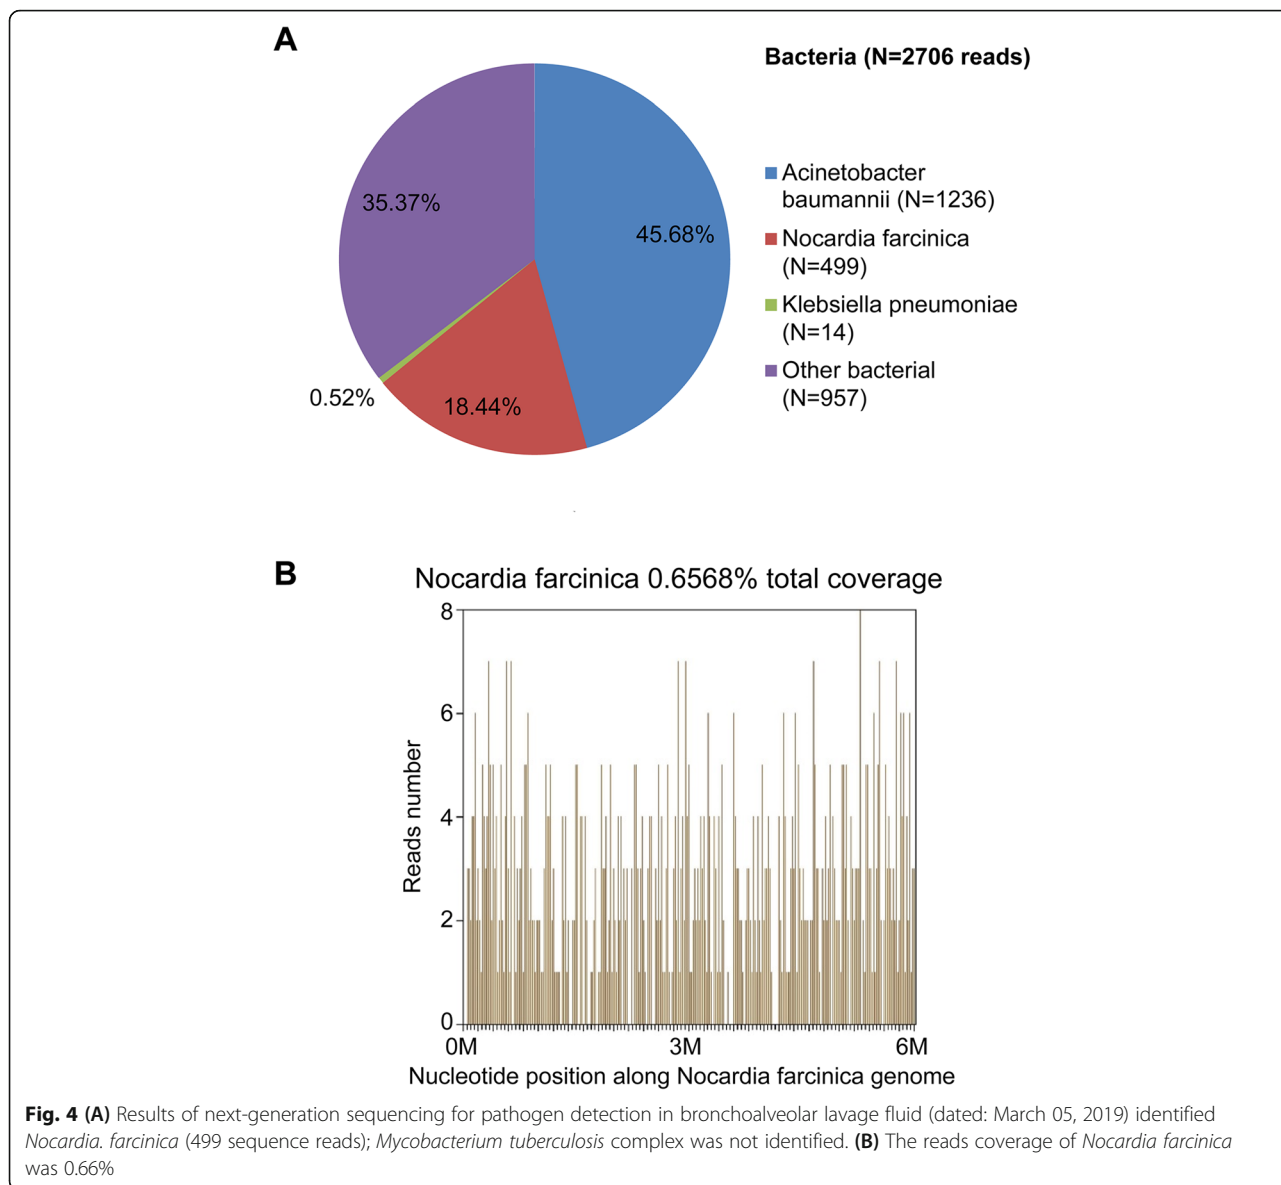 A
Bacteria (N=2706 reads)
35.37%
45.68%
0.52%
18.44%
Acinetobacter
baumannii (N=1236)
Nocardia farcinica
(N=499)
Klebsiella pneumoniae
(N=14)
Other bacterial
(N=957)
B
Nocardia farcinica 0.6568% total coverage
Reads number
8
6
4
2
0
0M 3M 6M
Nucleotide position along Nocardia farcinica genome
Fig. 4 (A) Results of next-generation sequencing for pathogen detection in bronchoalveolar lavage fluid (dated: March 05, 2019) identified
Nocardia. farcinica (499 sequence reads); Mycobacterium tuberculosis complex was not identified. (B) The reads coverage of Nocardia farcinica
was 0.66%